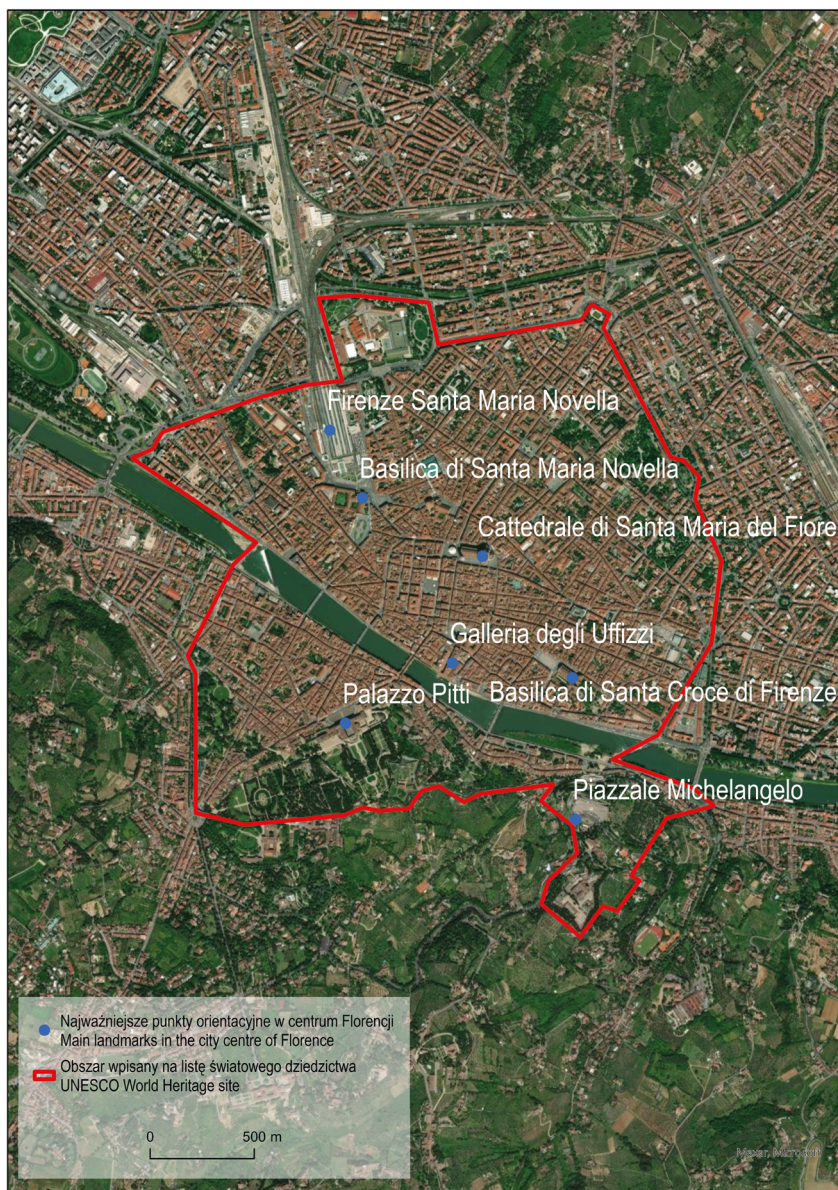 Firenze Santa Maria Novella
Basilica di Santa Maria Novella
Cattedrale di Santa Maria del Fiore
Galleria degli Uffizzi
Palazzo Pitti
Basilica di Santa Croce di Firenze
Piazzale Michelangelo
Najważniejsze punkty orientacyjne w centrum Florencji
Main landmarks in the city centre of Florence
Obszar wpisany na listę światowego dziedzictwa
UNESCO World Heritage site
0 500 m
Maxar, Microsoft